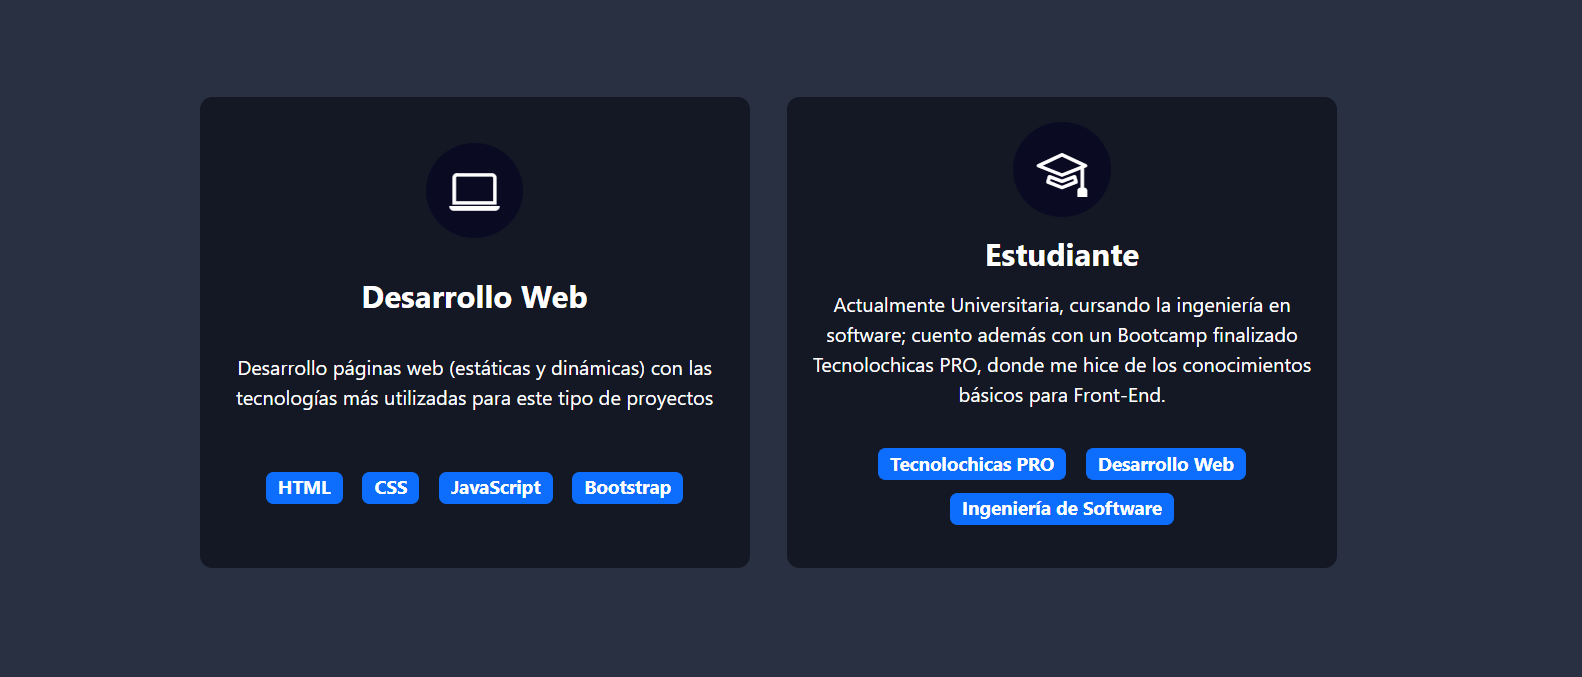 Desarrollo Web
Desarrollo páginas web (estáticas y dinámicas) con las
tecnologías más utilizadas para este tipo de proyectos
HTML CSS JavaScript Bootstrap
Estudiante
Actualmente Universitaria, cursando la ingeniería en
software; cuento además con un Bootcamp finalizado
Tecnolochicas PRO, donde me hice de los conocimientos
básicos para Front-End.
Tecnolochicas PRO Desarrollo Web
Ingeniería de Software